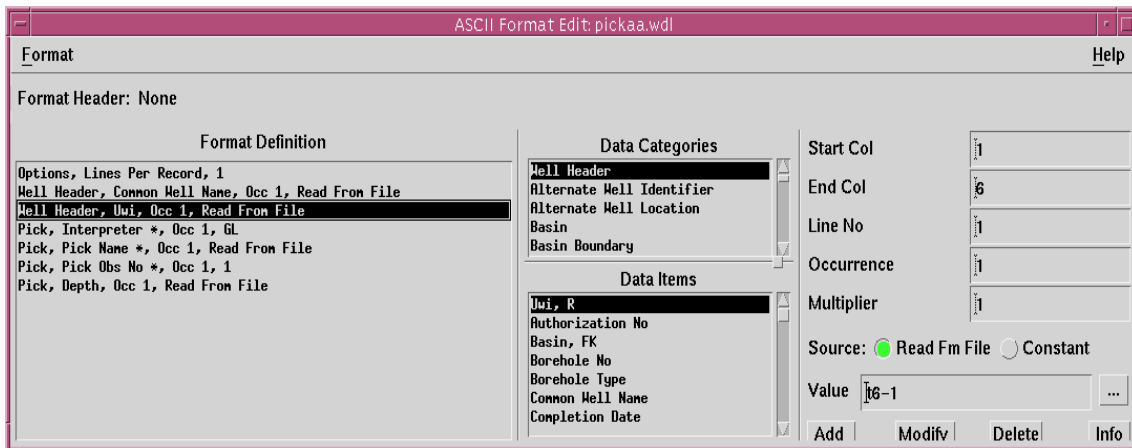 ASCII Format Edit: pickaa.wdl
Format
Help
Format Header: None
Format Definition
Options, Lines Per Record, 1
Well Header, Common Well Name, Occ 1, Read From File
Well Header, Uwi, Occ 1, Read From File
Pick, Interpreter *, Occ 1, GL
Pick, Pick Name *, Occ 1, Read From File
Pick, Pick Obs No *, Occ 1, 1
Pick, Depth, Occ 1, Read From File
Data Categories
Well Header
Alternate Well Identifier
Alternate Well Location
Basin
Basin Boundary
Data Items
Uwi, R
Authorization No
Basin, FK
Borehole No
Borehole Type
Common Well Name
Completion Date
Start Col 1
End Col 6
Line No 1
Occurrence 1
Multiplier 1
Source: Read Fm File Constant
Value t6-1 ...
Add Modify Delete Info